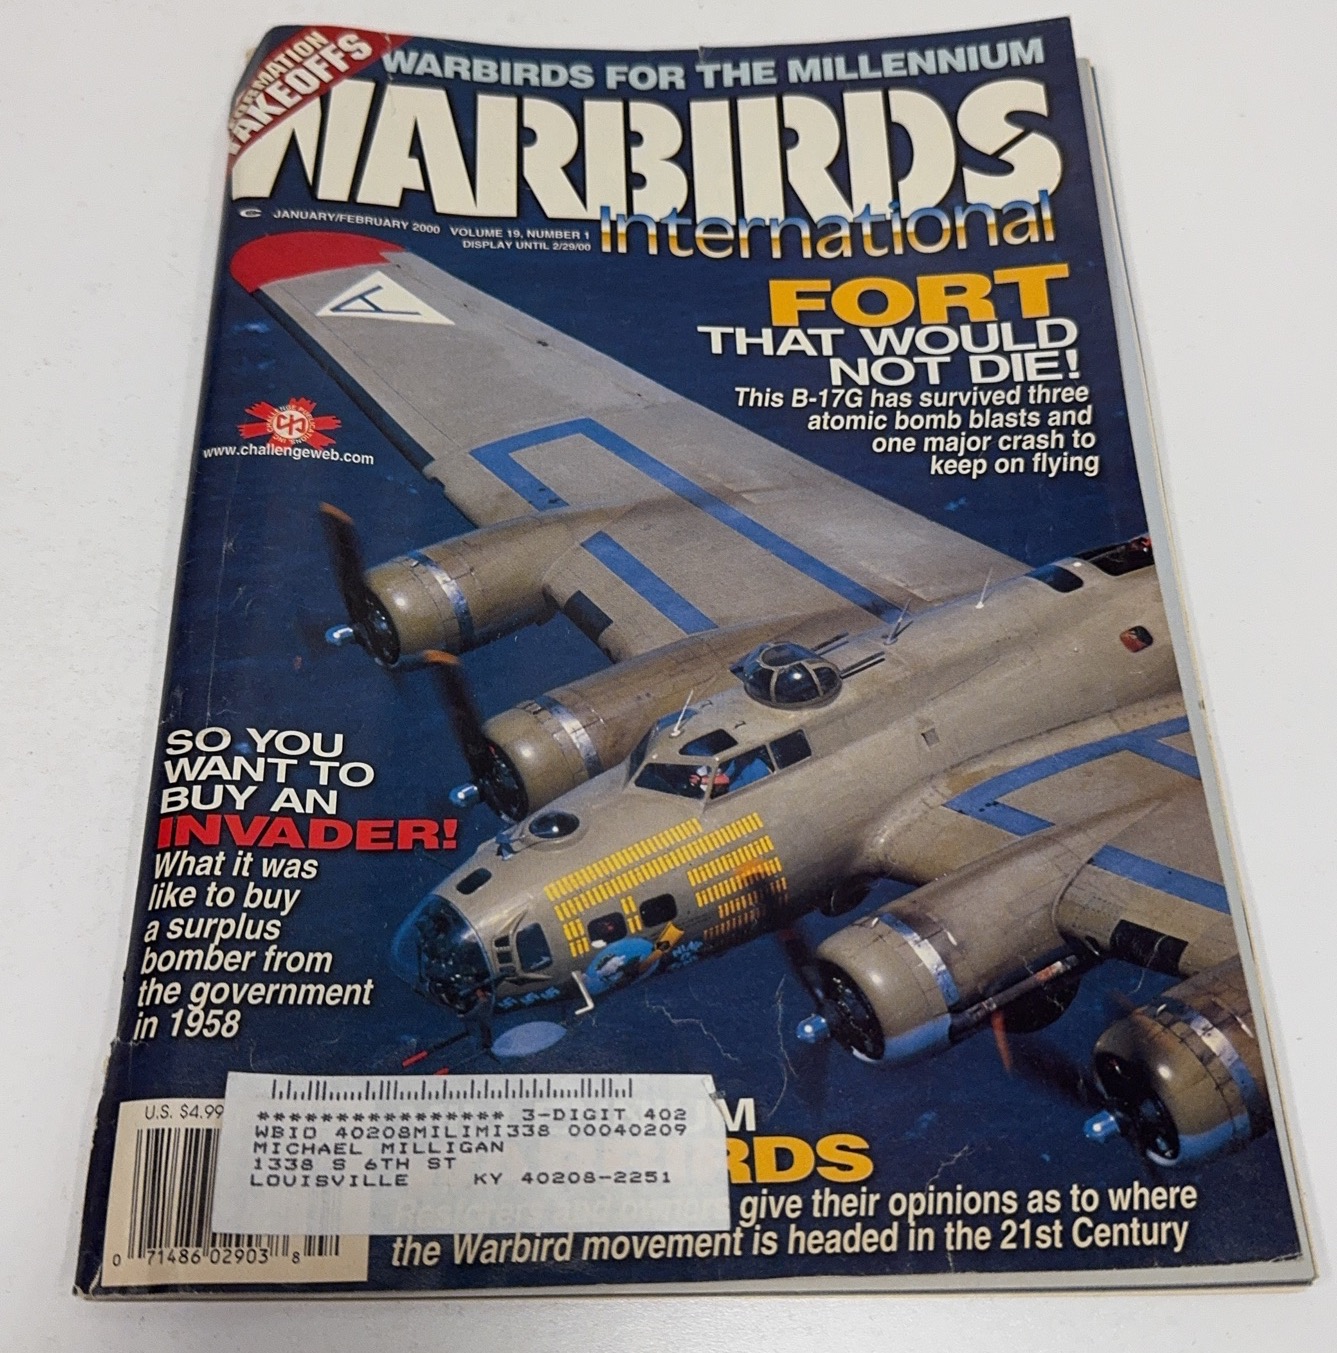 TAKEOFFS
WARBIRDS FOR THE MILLENNIUM
WARBIRDS
International
JANUARY/FEBRUARY 2000 VOLUME 19, NUMBER 1
DISPLAY UNTIL 2/29/00
A
FORT
THAT WOULD
NOT DIE!
This B-17G has survived three
atomic bomb blasts and
one major crash to
keep on flying
www.challengeweb.com
SO YOU
WANT TO
BUY AN
INVADER!
What it was
like to buy
a surplus
bomber from
the government
in 1958
U.S. $4.99
0 71486 02903 8
**************** 3-DIGIT 402
WBIO 40208MILIMI338 00040209
MICHAEL MILLIGAN
1338 S 6TH ST
LOUISVILLE KY 40208-2251
give their opinions as to where
the Warbird movement is headed in the 21st Century